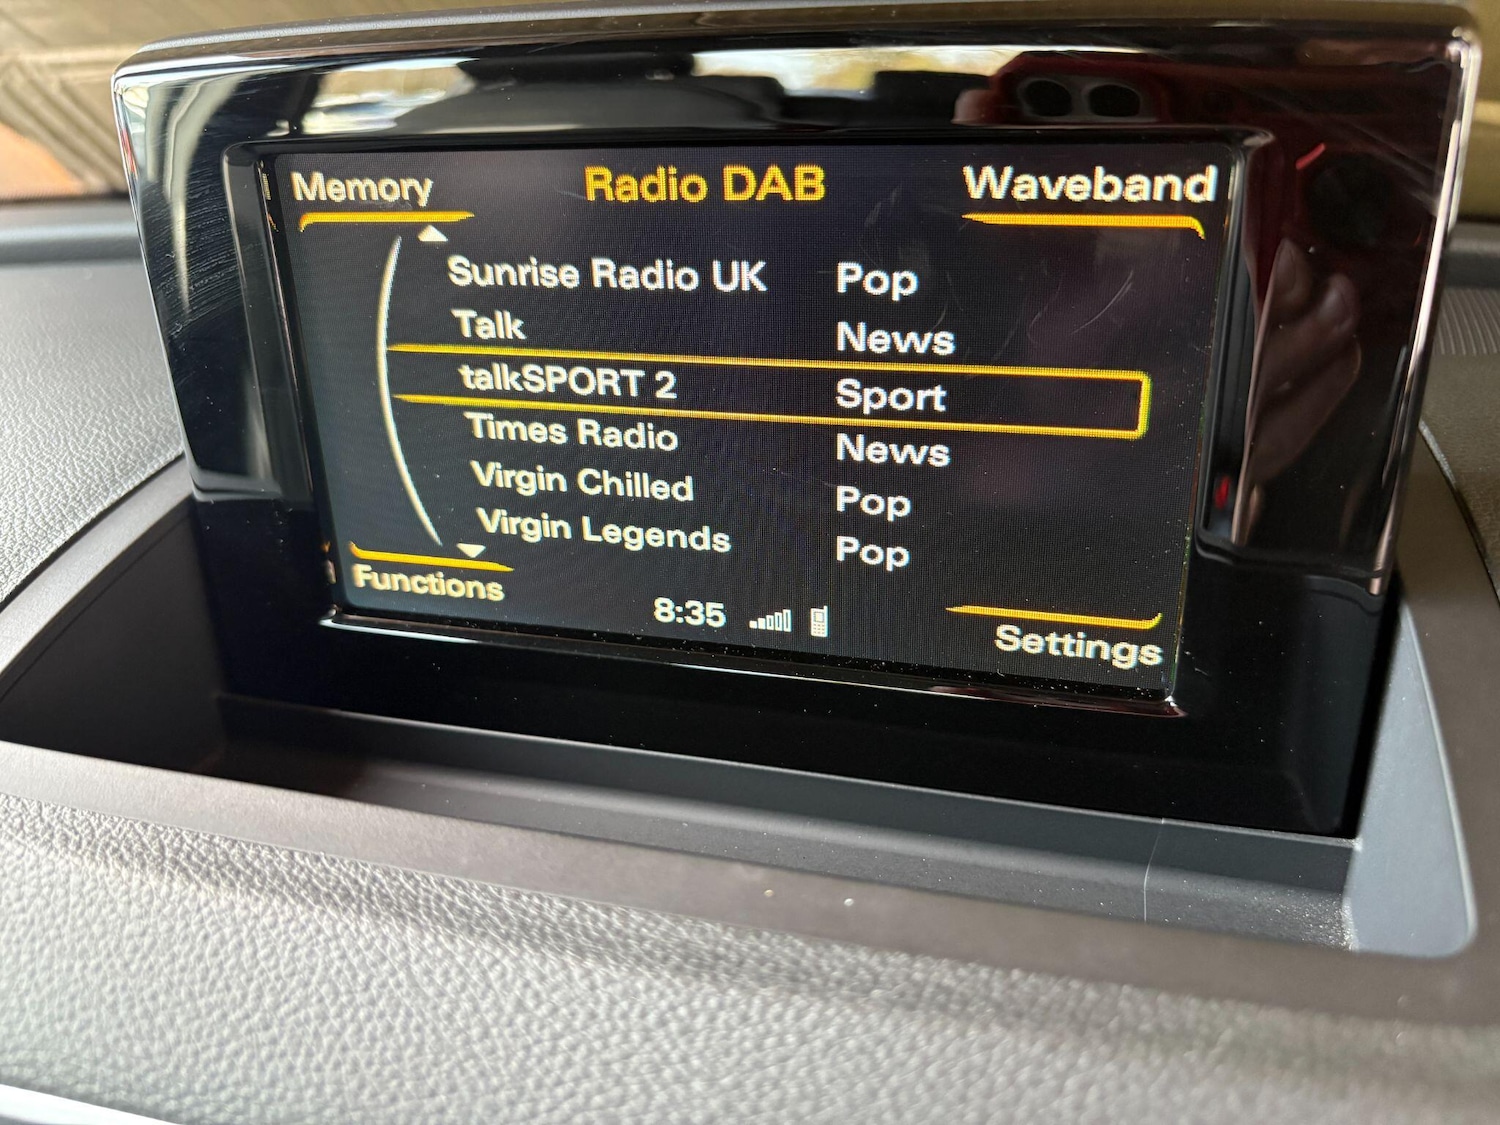 Memory Radio DAB Waveband
Sunrise Radio UK Pop
Talk News
talkSPORT 2 Sport
Times Radio News
Virgin Chilled Pop
Virgin Legends Pop
Functions 8:35 Settings